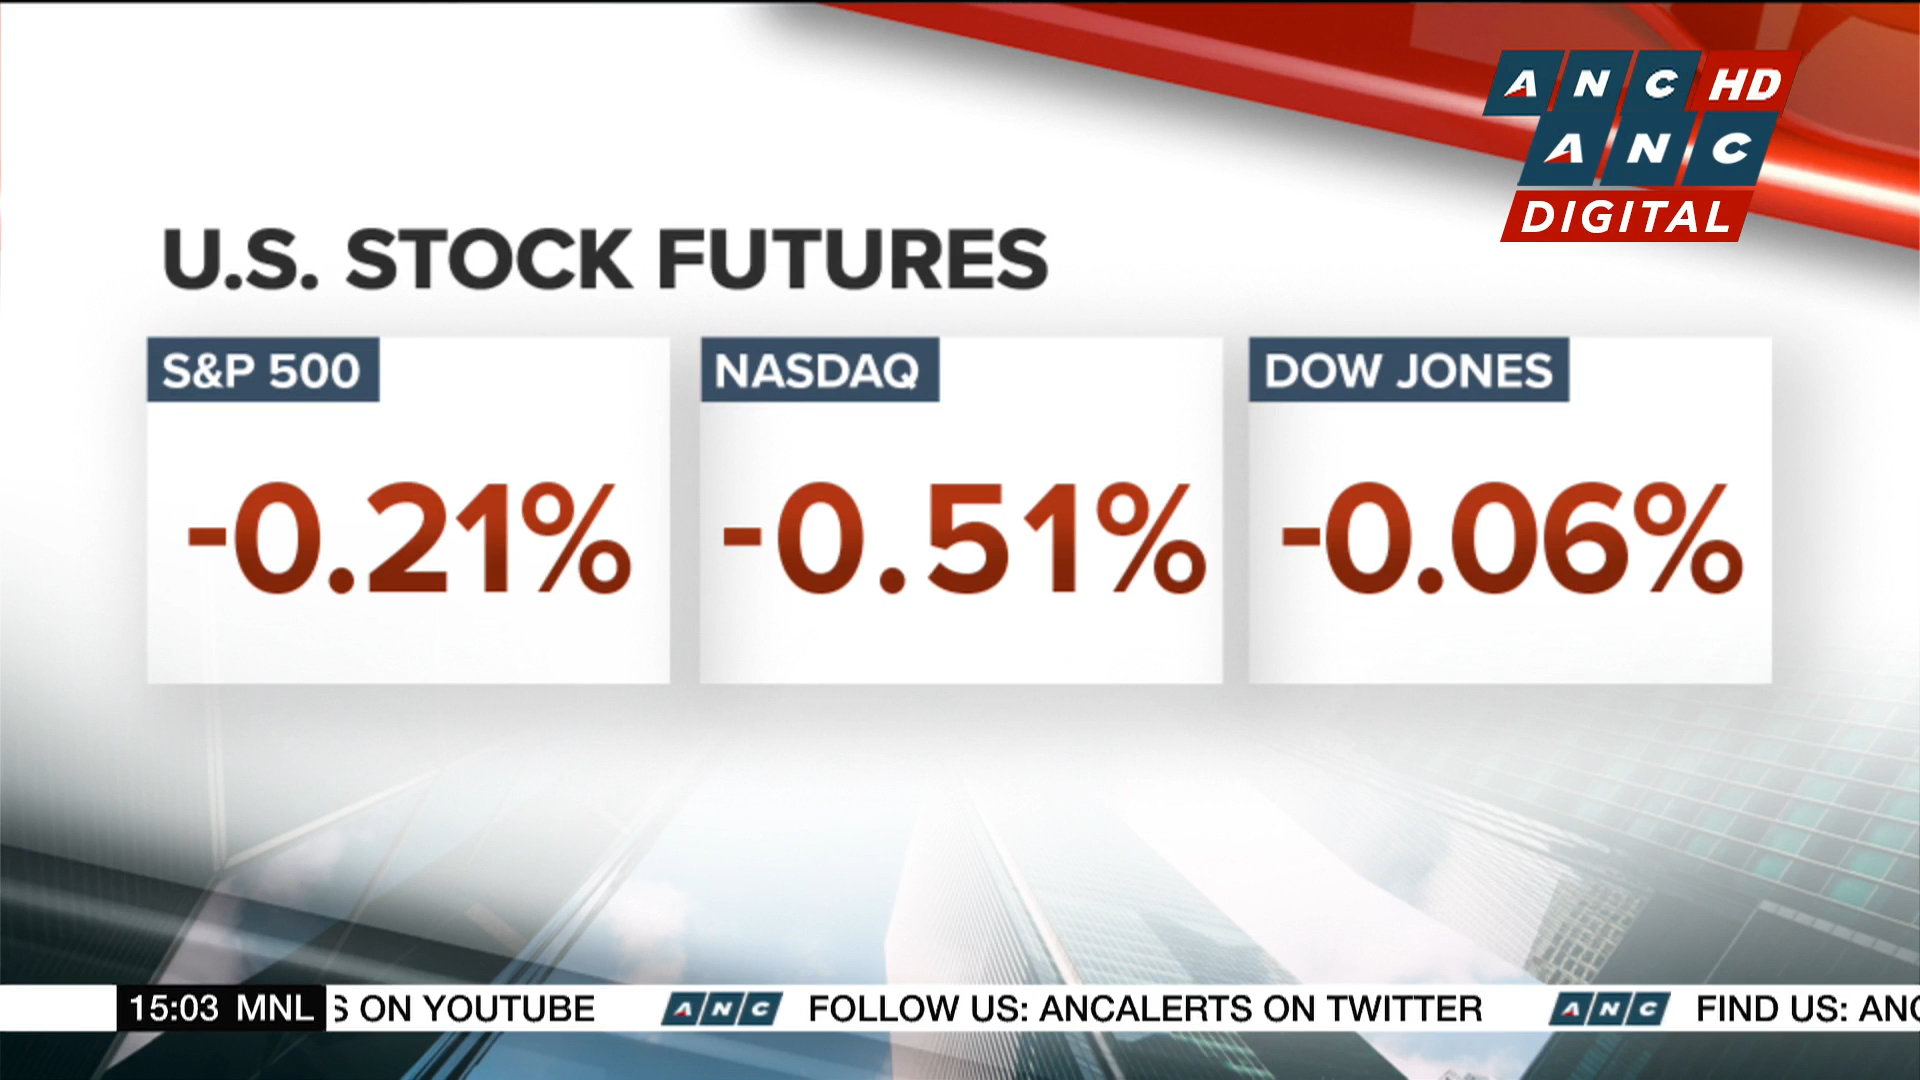 ANC HD
ANC
DIGITAL
U.S. STOCK FUTURES
S&P 500
NASDAQ
DOW JONES
-0.21%
-0.51%
-0.06%
15:03 MNL
S ON YOUTUBE ANC FOLLOW US: ANCALERTS ON TWITTER ANC FIND US: ANC